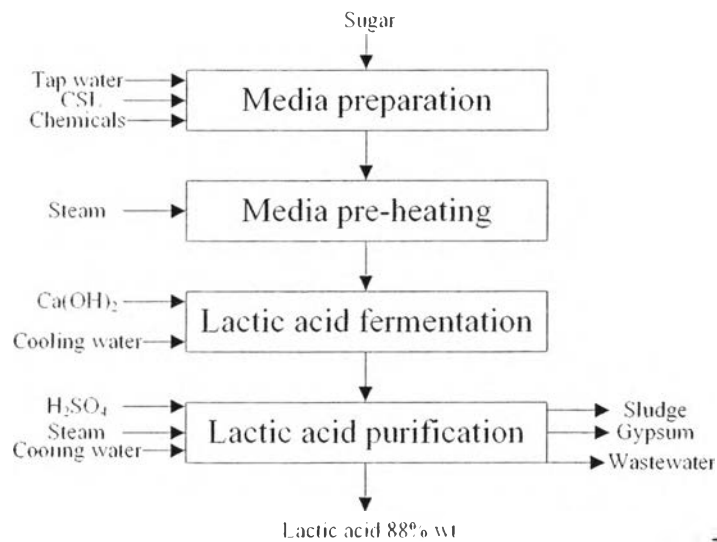 Sugar
Tap water
CSL
Chemicals
Media preparation
Steam
Media pre-heating
Ca(OH)₂
Cooling water
Lactic acid fermentation
H₂SO₄
Steam
Cooling water
Lactic acid purification
Sludge
Gypsum
Wastewater
Lactic acid 88% wt